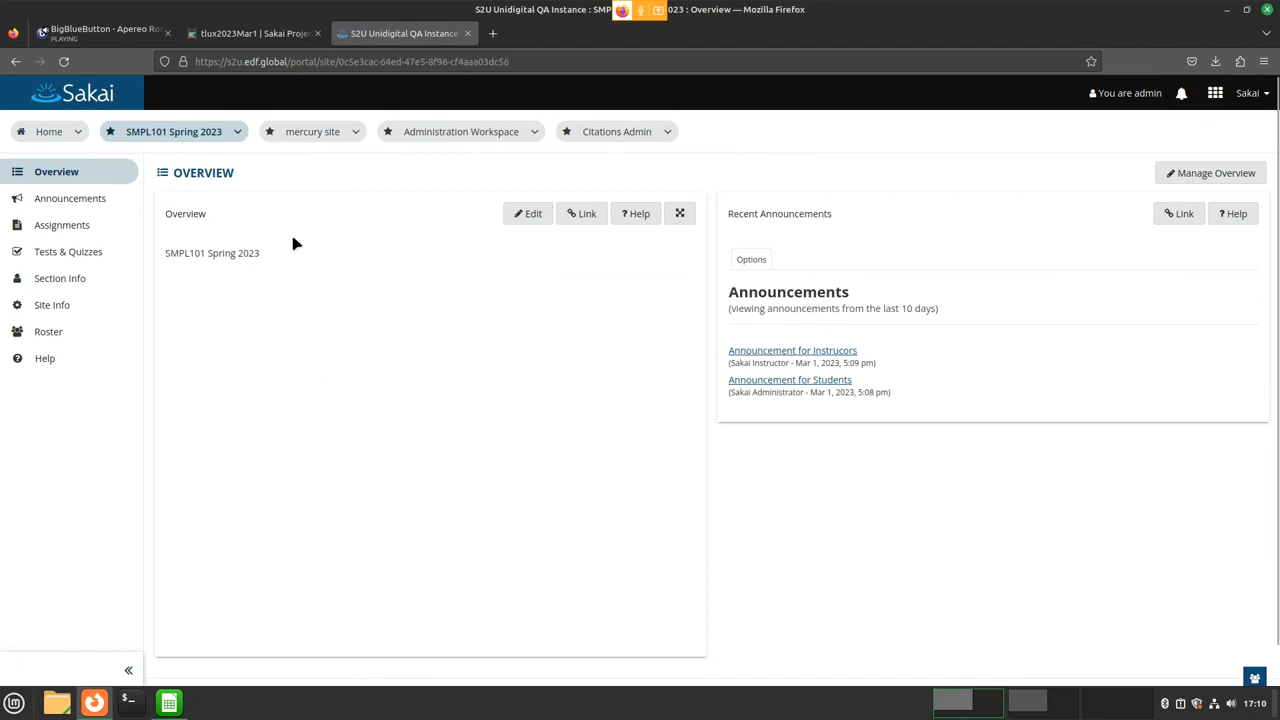 S2U Unidigital QA Instance : SMP 023 : Overview — Mozilla Firefox
BigBlueButton - Apereo Ro
PLAYING
tlux2023Mar1 | Sakai Projec
S2U Unidigital QA Instance
https://s2u.edf.global/portal/site/0c5e3cac-64ed-47e5-8f96-cf4aaa03dc56
Sakai
You are admin
Sakai
Home
SMPL101 Spring 2023
mercury site
Administration Workspace
Citations Admin
Overview
Announcements
Assignments
Tests & Quizzes
Section Info
Site Info
Roster
Help
OVERVIEW
Manage Overview
Overview
Edit
Link
? Help
SMPL101 Spring 2023
Recent Announcements
Link
? Help
Options
Announcements
(viewing announcements from the last 10 days)
Announcement for Instrucors
(Sakai Instructor - Mar 1, 2023, 5:09 pm)
Announcement for Students
(Sakai Administrator - Mar 1, 2023, 5:08 pm)
17:10